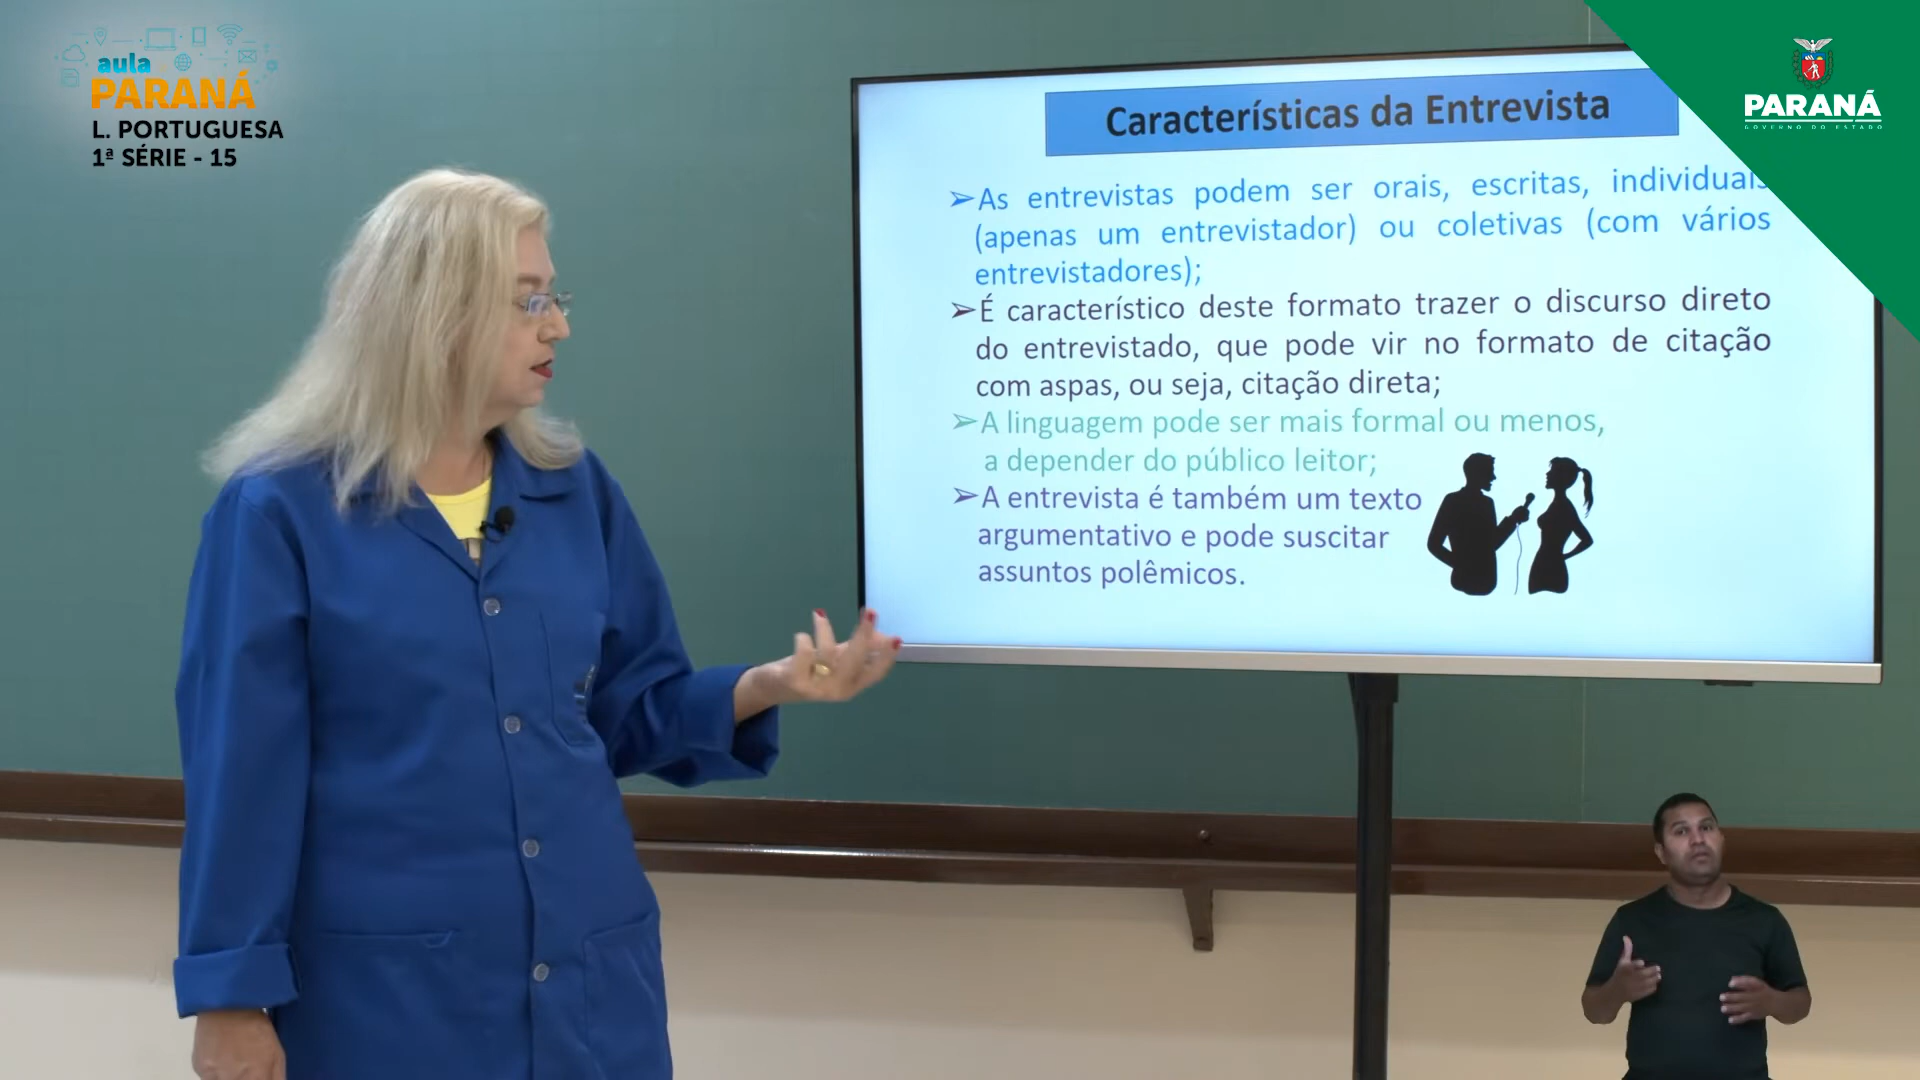 aula
PARANÁ
L. PORTUGUESA
1ª SÉRIE - 15
PARANÁ
GOVERNO DO ESTADO
Características da Entrevista
➢As entrevistas podem ser orais, escritas, individuais
(apenas um entrevistador) ou coletivas (com vários
entrevistadores);
➢É característico deste formato trazer o discurso direto
do entrevistado, que pode vir no formato de citação
com aspas, ou seja, citação direta;
➢A linguagem pode ser mais formal ou menos,
a depender do público leitor;
➢A entrevista é também um texto
argumentativo e pode suscitar
assuntos polêmicos.